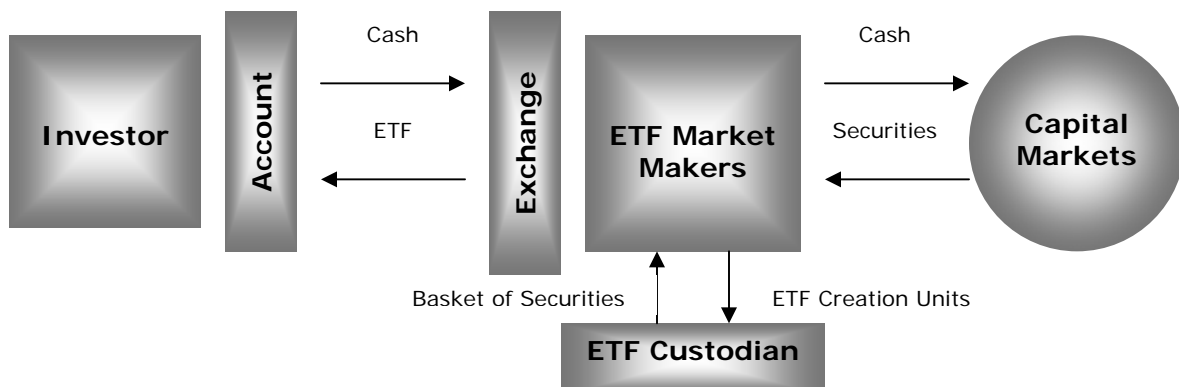 Investor
Account
Cash
ETF
Exchange
ETF Market
Makers
Cash
Securities
Capital
Markets
Basket of Securities
ETF Creation Units
ETF Custodian